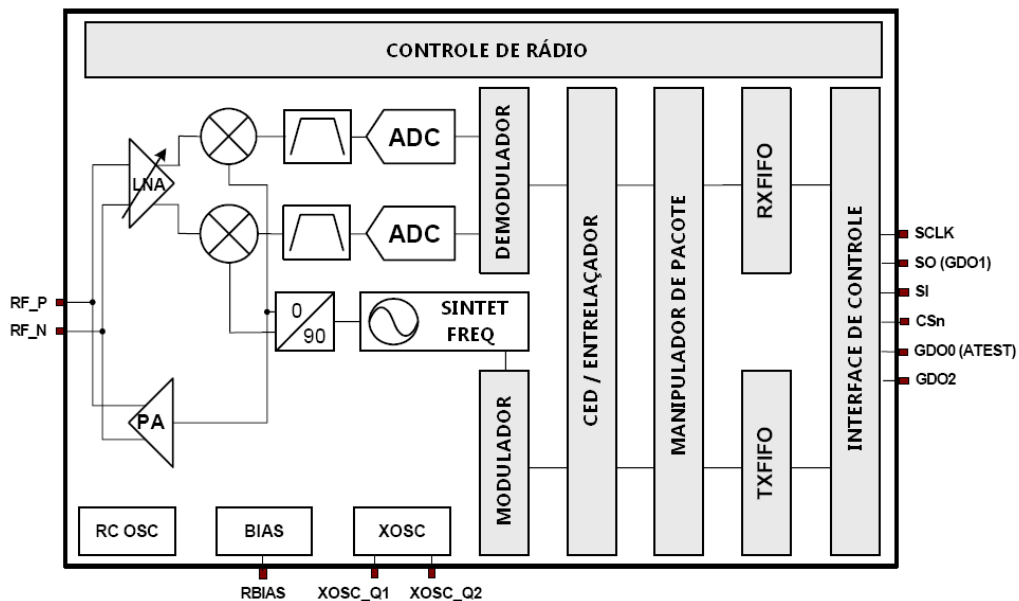 CONTROLE DE RÁDIO
LNA
ADC
ADC
DEMODULADOR
CED / ENTRELAÇADOR
MANIPULADOR DE PACOTE
RXFIFO
INTERFACE DE CONTROLE
SCLK
SO (GDO1)
SI
CSn
GDO0 (ATEST)
GDO2
RF_P
RF_N
0
90
SINTET
FREQ
PA
MODULADOR
TXFIFO
RC OSC
BIAS
XOSC
RBIAS
XOSC_Q1
XOSC_Q2